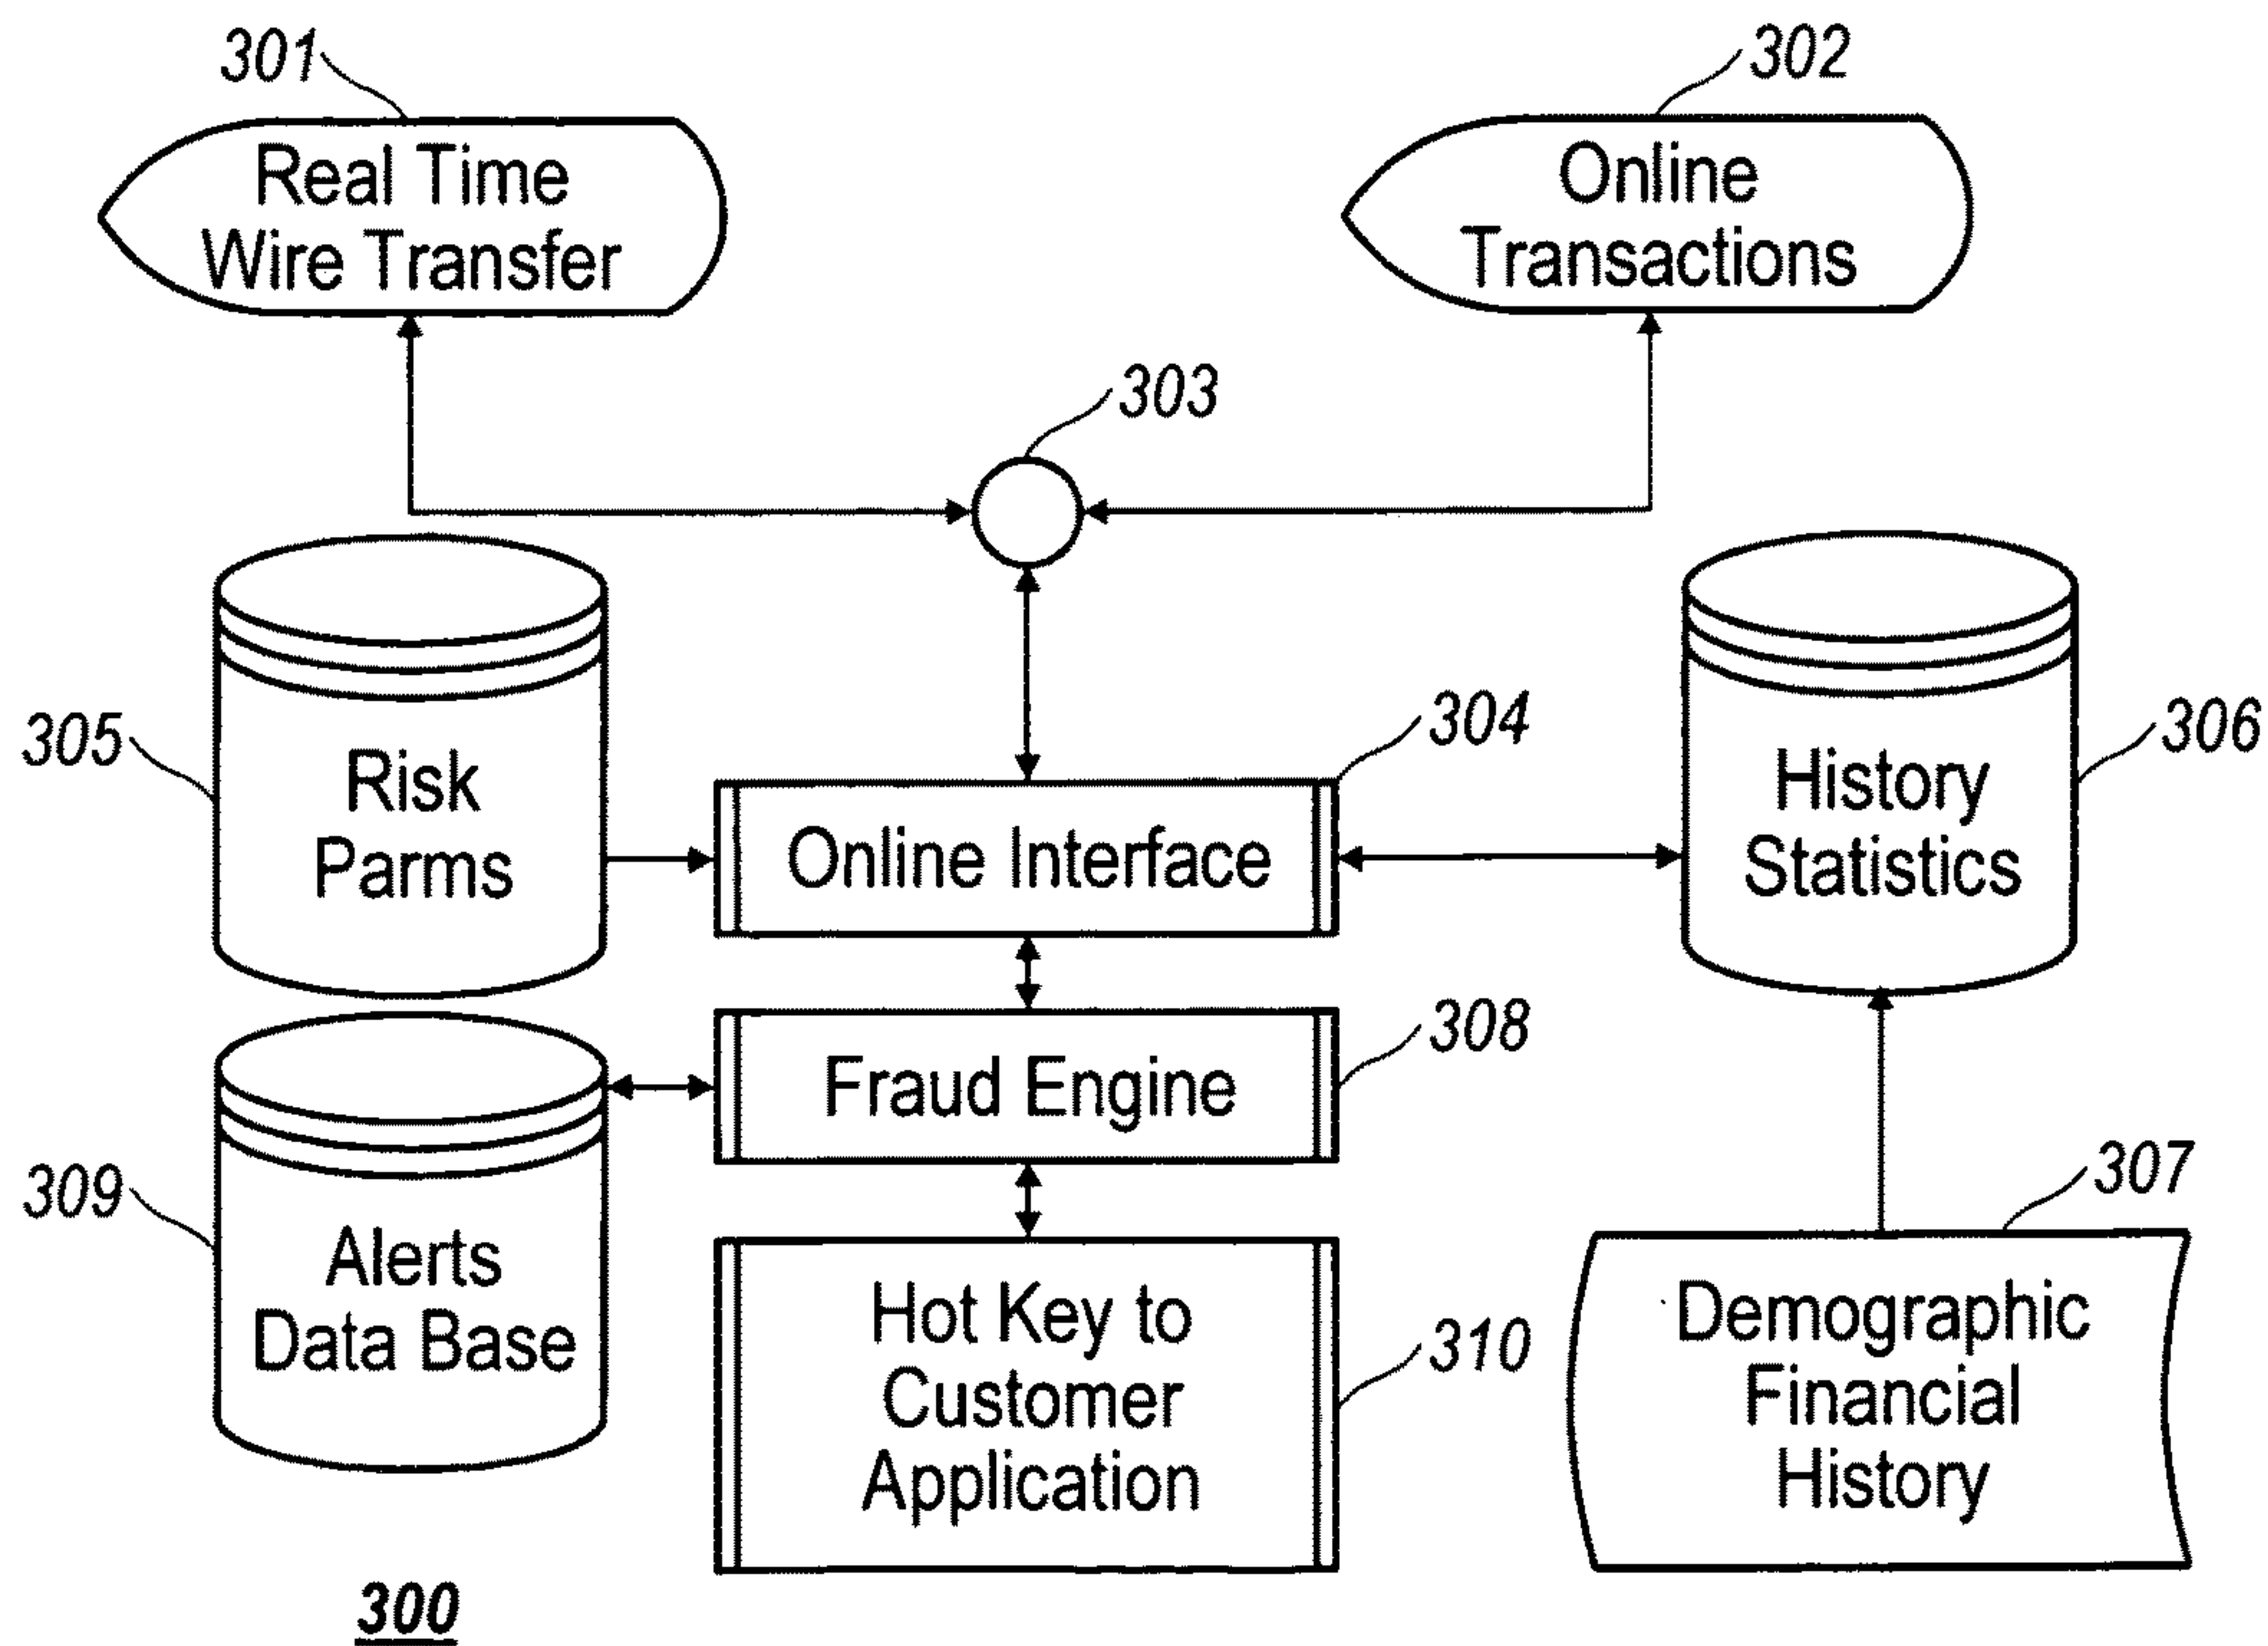 301
302
Real Time
Wire Transfer
Online
Transactions
303
304
305
306
Risk
Parms
Online Interface
History
Statistics
308
Fraud Engine
309
307
Alerts
Data Base
Hot Key to
Customer
Application
310
Demographic
Financial
History
300